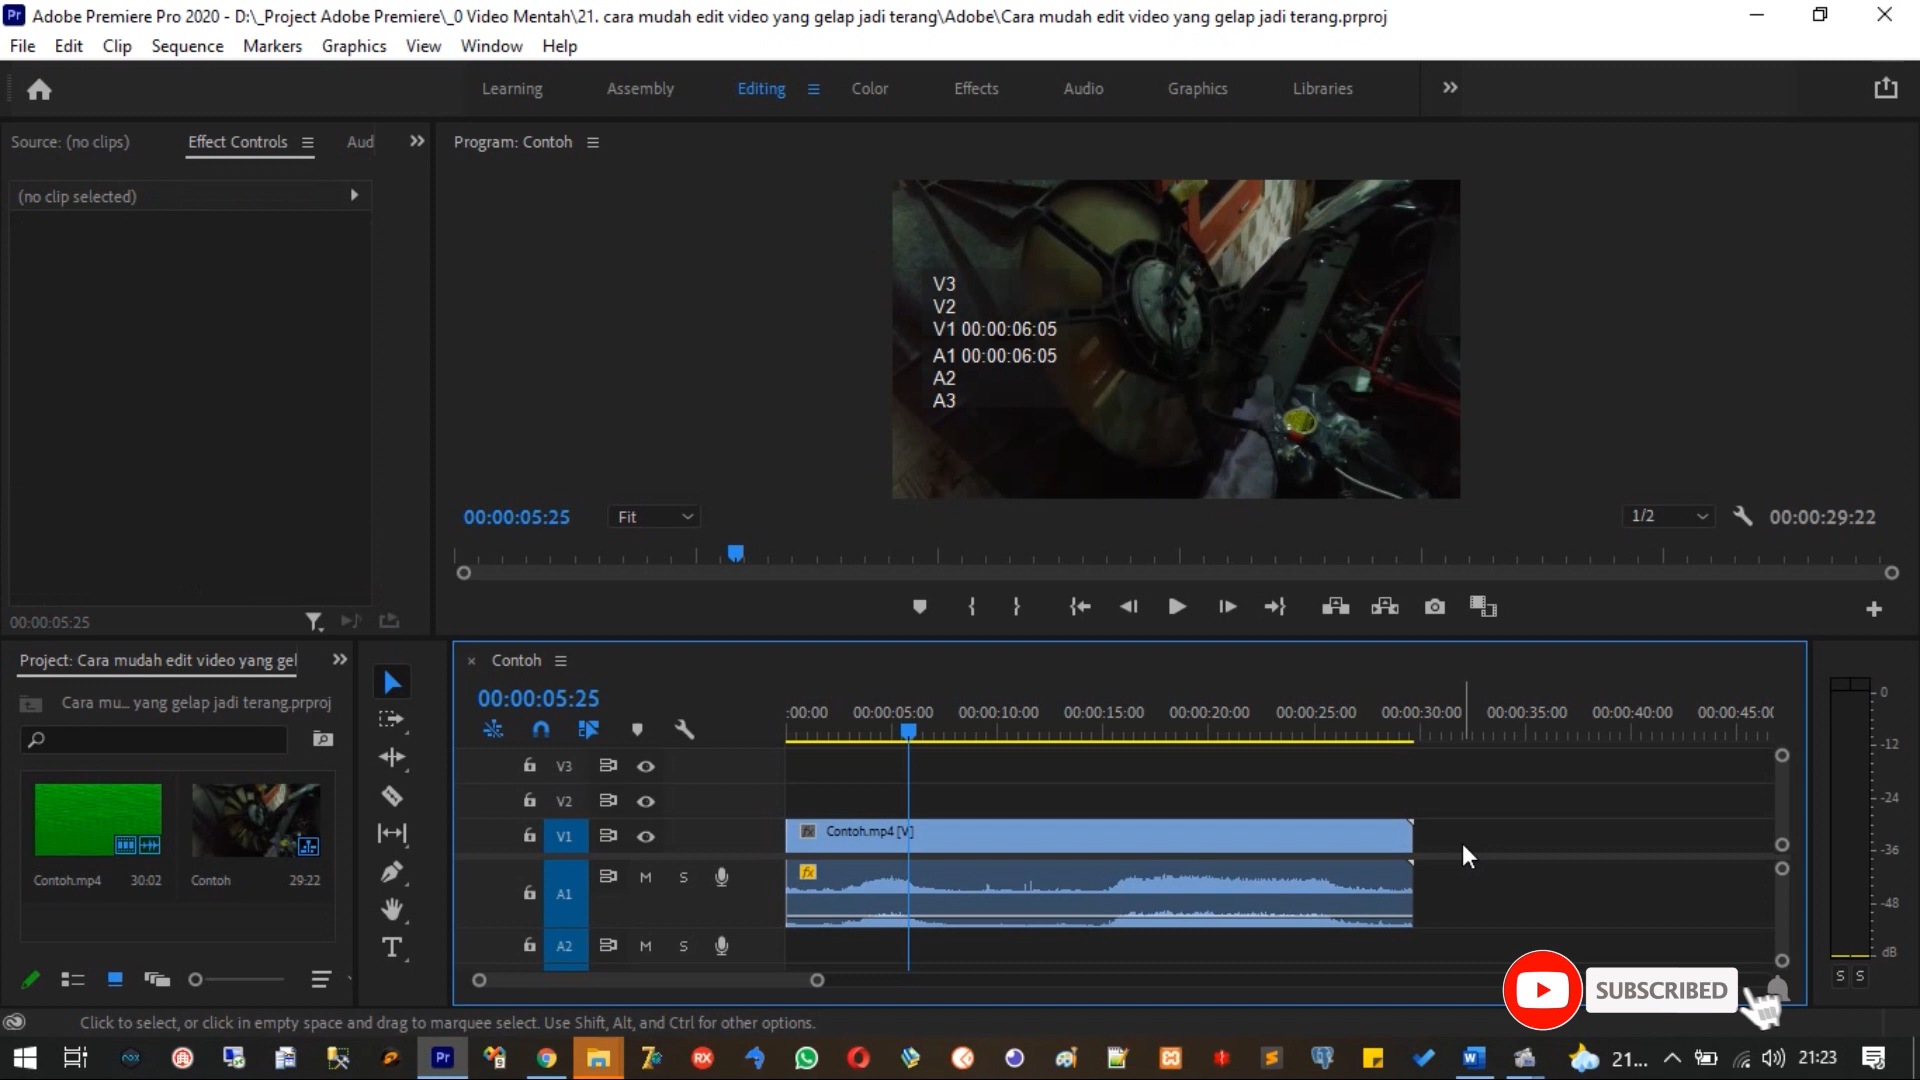 Adobe Premiere Pro 2020 - D:\_Project Adobe Premiere\_0 Video Mentah\21. cara mudah edit video yang gelap jadi terang\Adobe\Cara mudah edit video yang gelap jadi terang.prproj
File Edit Clip Sequence Markers Graphics View Window Help
Learning Assembly Editing Color Effects Audio Graphics Libraries
Source: (no clips) Effect Controls Aud
Program: Contoh
(no clip selected)
V3
V2
V1 00:00:06:05
A1 00:00:06:05
A2
A3
00:00:05:25 Fit 1/2 00:00:29:22
00:00:05:25
Project: Cara mudah edit video yang gel
Cara mu... yang gelap jadi terang.prproj
Contoh.mp4 30:02 Contoh 29:22
Contoh
00:00:05:25
:00:00 00:00:05:00 00:00:10:00 00:00:15:00 00:00:20:00 00:00:25:00 00:00:30:00 00:00:35:00 00:00:40:00 00:00:45:00
V3
V2
V1 fx Contoh.mp4 [V]
A1 M S fx
A2 M S
0
-12
-24
-36
-48
dB
S S
SUBSCRIBED
Click to select, or click in empty space and drag to marquee select. Use Shift, Alt, and Ctrl for other options.
Pr RX 21... 21:23